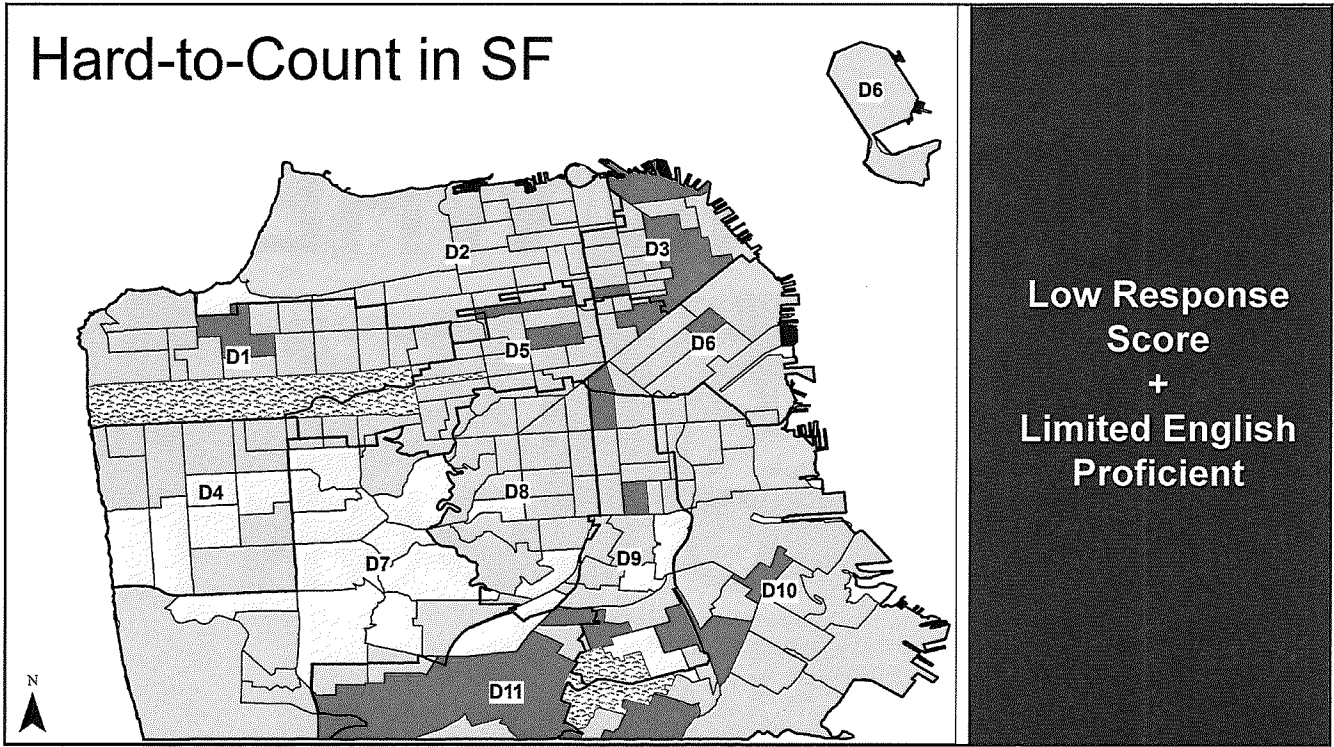 Hard-to-Count in SF
D6
D2
D3
D1
D5
D6
D4
D8
D7
D9
D10
D11
N
Low Response
Score
+
Limited English
Proficient